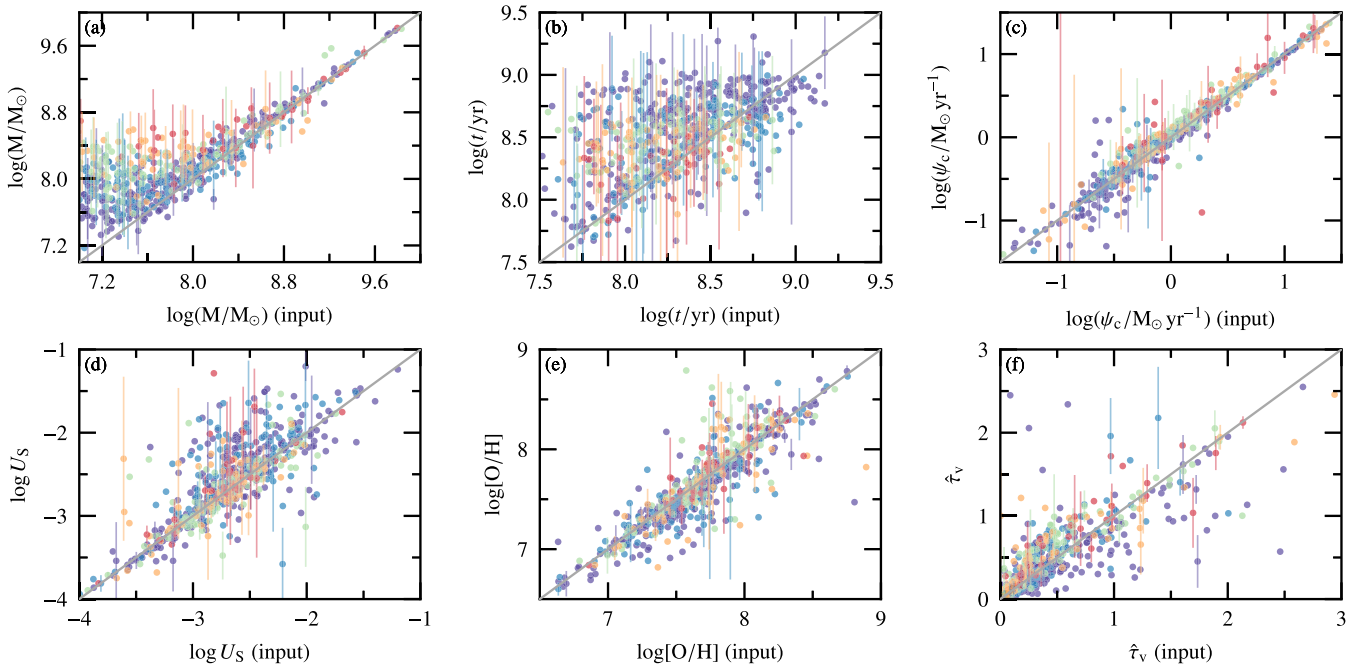 (a)
9.6
8.8
8.0
7.2
log(M/M⊙)
7.2 8.0 8.8 9.6
log(M/M⊙) (input)
(b)
9.5
9.0
8.5
8.0
7.5
log(t/yr)
7.5 8.0 8.5 9.0 9.5
log(t/yr) (input)
(c)
1
0
−1
log(ψc/M⊙ yr−1)
−1 0 1
log(ψc/M⊙ yr−1) (input)
(d)
−1
−2
−3
−4
log US
−4 −3 −2 −1
log US (input)
(e)
9
8
7
log[O/H]
7 8 9
log[O/H] (input)
(f)
3
2
1
0
τ̂v
0 1 2 3
τ̂v (input)